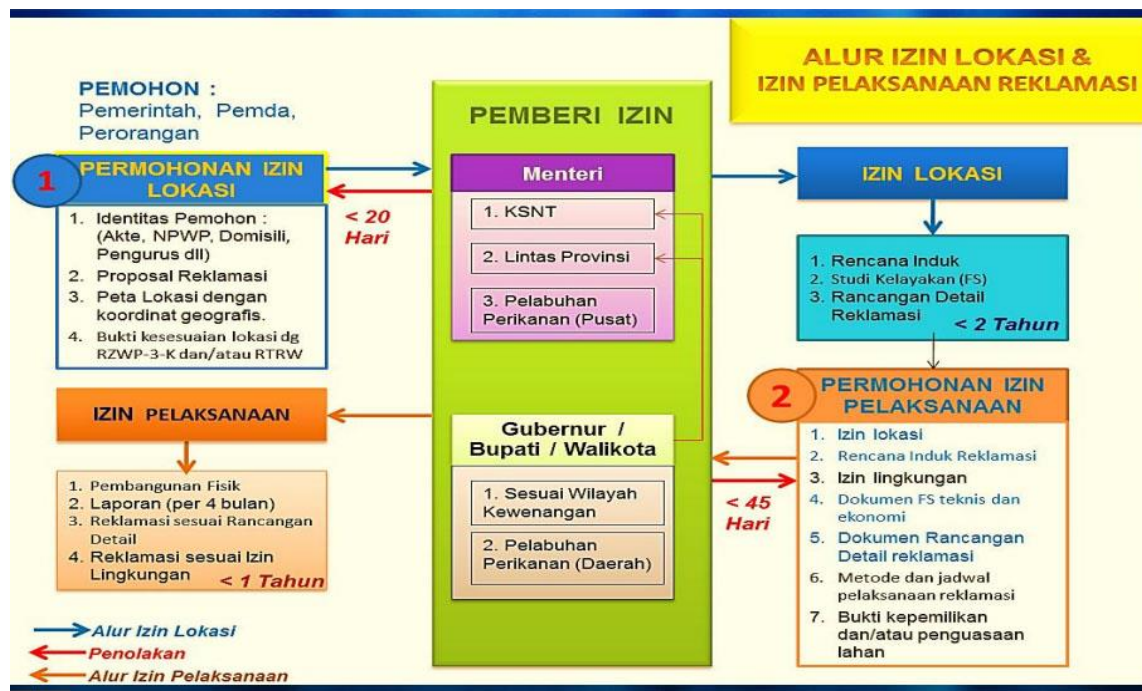 ALUR IZIN LOKASI &
IZIN PELAKSANAAN REKLAMASI
PEMOHON :
Pemerintah, Pemda,
Perorangan
1
PERMOHONAN IZIN
LOKASI
1. Identitas Pemohon :
(Akte, NPWP, Domisili,
Pengurus dll)
2. Proposal Reklamasi
3. Peta Lokasi dengan
koordinat geografis.
4. Bukti kesesuaian lokasi dg
RZWP-3-K dan/atau RTRW
< 20
Hari
PEMBERI IZIN
Menteri
1. KSNT
2. Lintas Provinsi
3. Pelabuhan
Perikanan (Pusat)
Gubernur /
Bupati / Walikota
1. Sesuai Wilayah
Kewenangan
2. Pelabuhan
Perikanan (Daerah)
IZIN LOKASI
1. Rencana Induk
2. Studi Kelayakan (FS)
3. Rancangan Detail
Reklamasi
< 2 Tahun
2
PERMOHONAN IZIN
PELAKSANAAN
1. Izin lokasi
2. Rencana Induk Reklamasi
3. Izin lingkungan
4. Dokumen FS teknis dan
ekonomi
5. Dokumen Rancangan
Detail reklamasi
6. Metode dan jadwal
pelaksanaan reklamasi
7. Bukti kepemilikan
dan/atau penguasaan
lahan
< 45
Hari
IZIN PELAKSANAAN
1. Pembangunan Fisik
2. Laporan (per 4 bulan)
3. Reklamasi sesuai Rancangan
Detail
4. Reklamasi sesuai Izin
Lingkungan
< 1 Tahun
Alur Izin Lokasi
Penolakan
Alur Izin Pelaksanaan